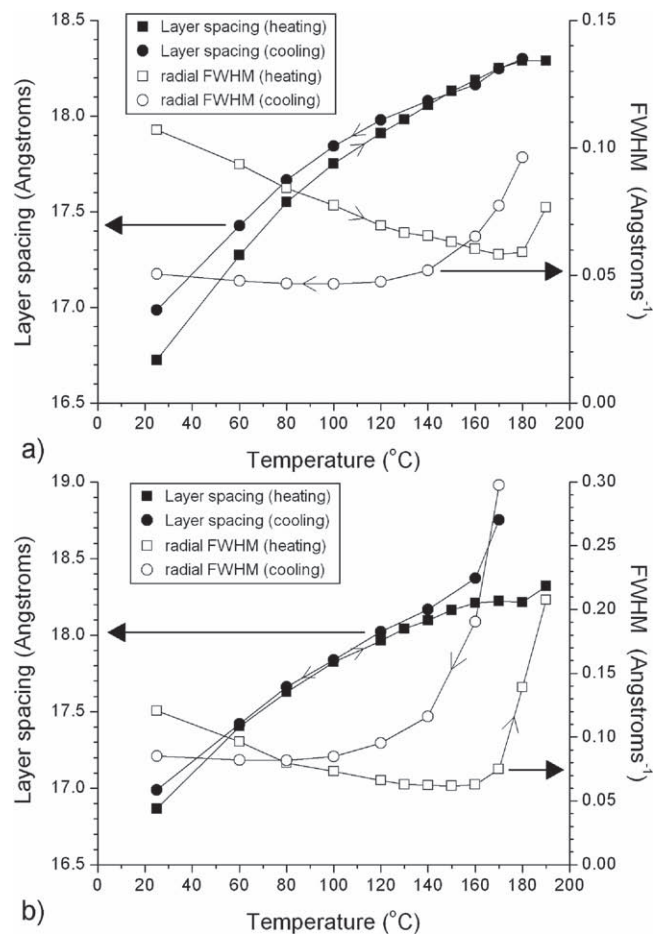 18.5
18.0
17.5
17.0
16.5
Layer spacing (Angstroms)
Layer spacing (heating)
Layer spacing (cooling)
radial FWHM (heating)
radial FWHM (cooling)
0.15
0.10
0.05
0.00
FWHM (Angstroms-1)
0 20 40 60 80 100 120 140 160 180 200
Temperature (°C)
a)
19.0
18.5
18.0
17.5
17.0
16.5
Layer spacing (Angstroms)
Layer spacing (heating)
Layer spacing (cooling)
radial FWHM (heating)
radial FWHM (cooling)
0.30
0.25
0.20
0.15
0.10
0.05
0.00
FWHM (Angstroms-1)
0 20 40 60 80 100 120 140 160 180 200
Temperature (°C)
b)